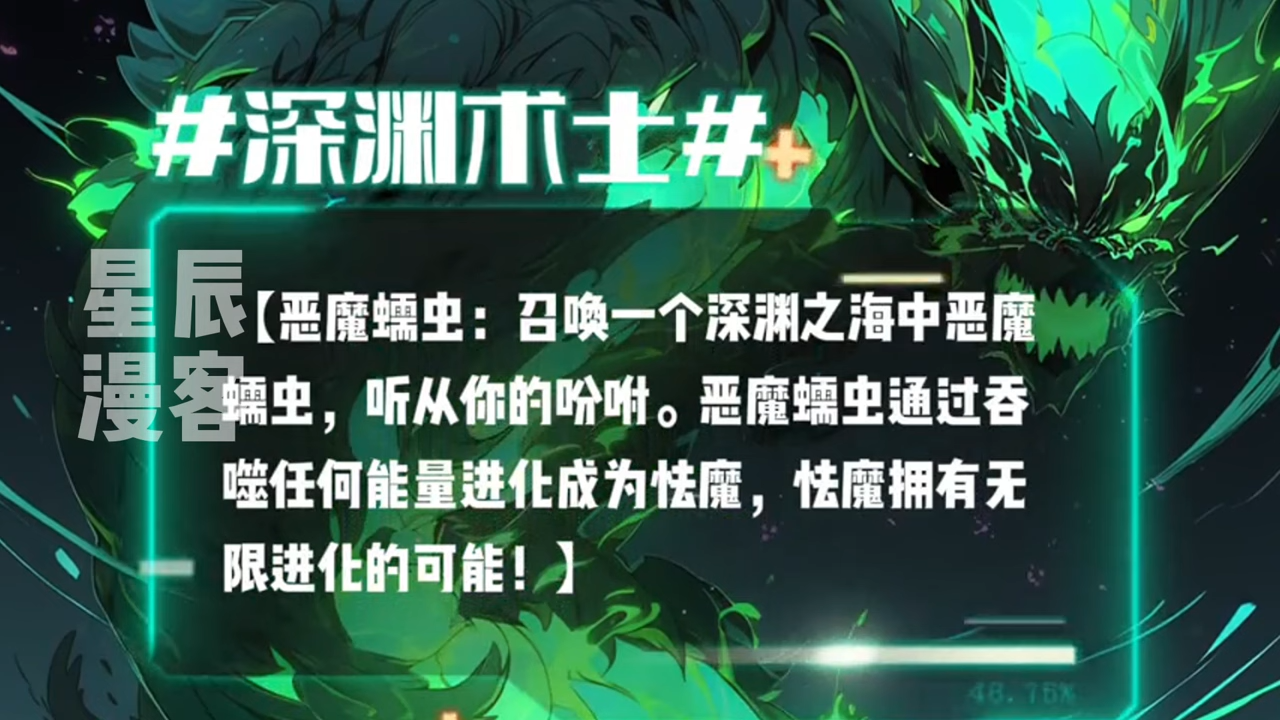 #深渊术士#
星辰
漫客
【恶魔蠕虫：召唤一个深渊之海中恶魔
蠕虫，听从你的吩咐。恶魔蠕虫通过吞
噬任何能量进化成为怯魔，怯魔拥有无
限进化的可能！】
48.76%